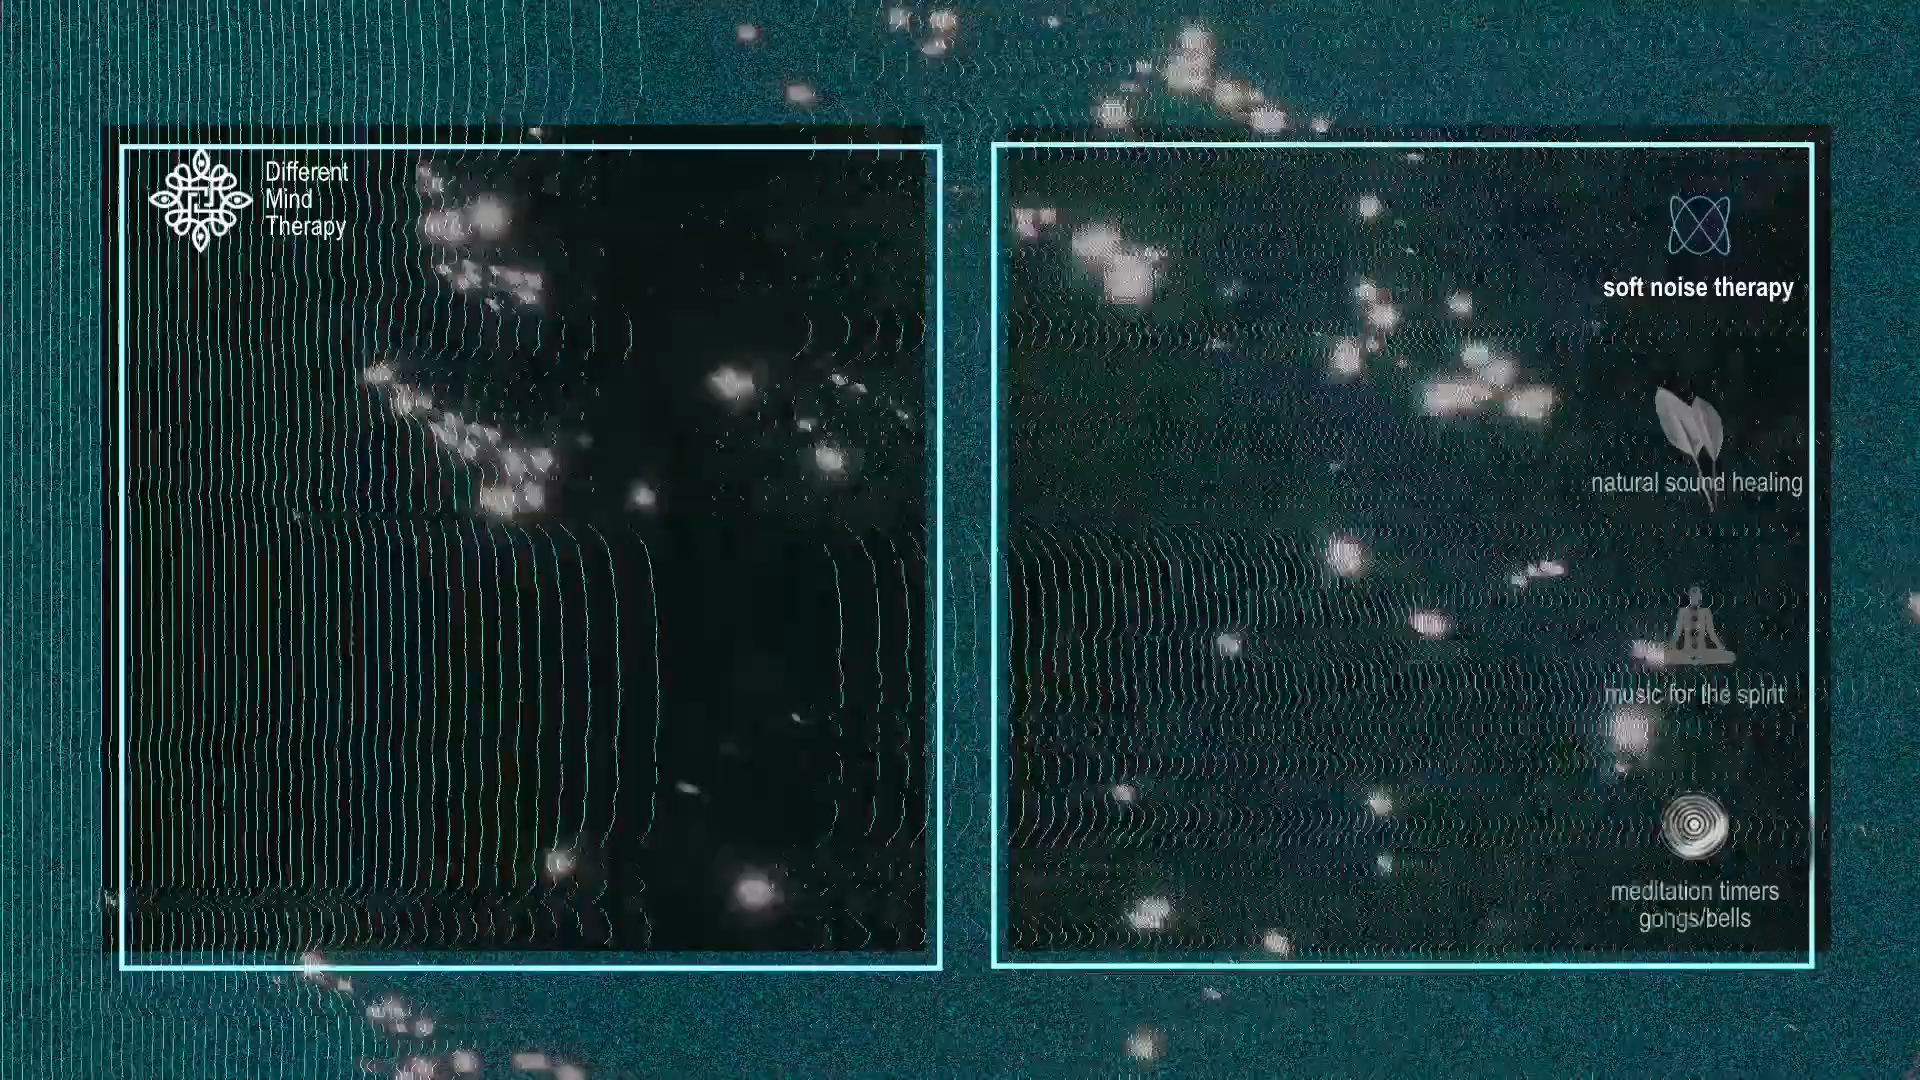 Different
Mind
Therapy
soft noise therapy
natural sound healing
music for the spirit
meditation timers
gongs/bells